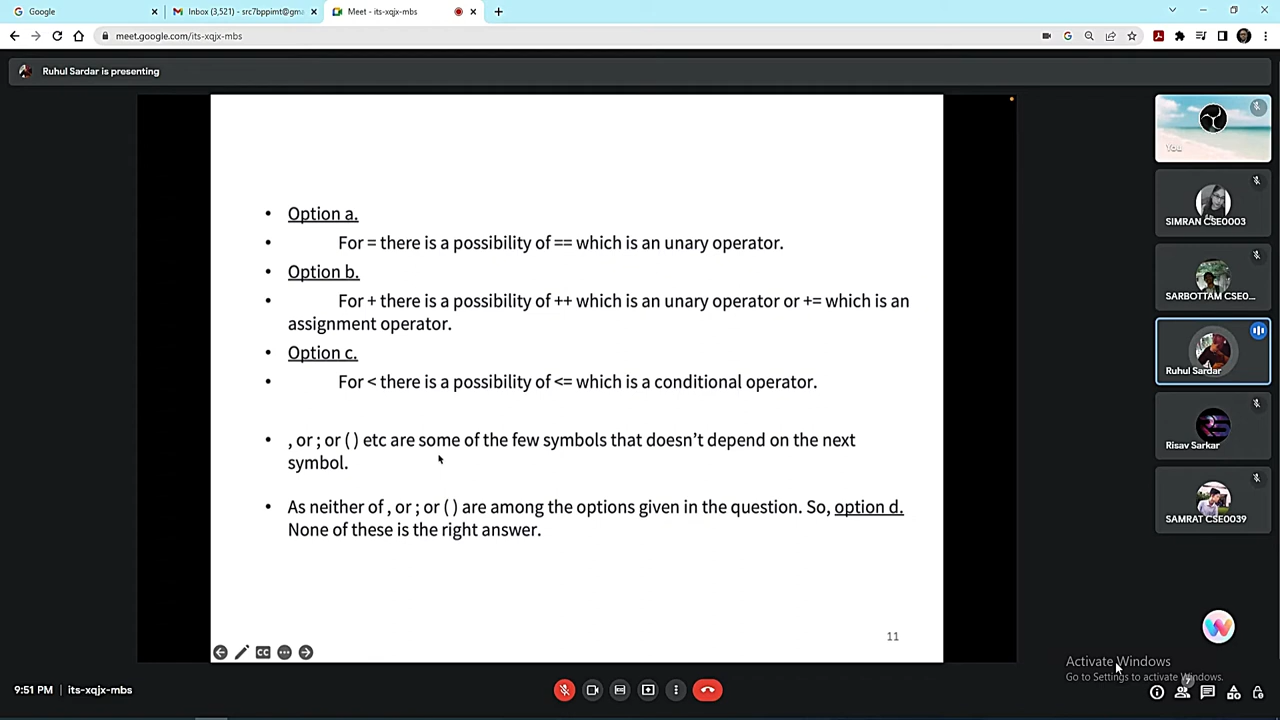 Google
Inbox (3,521) - src7bppimt@gma
Meet - its-xqjx-mbs
meet.google.com/its-xqjx-mbs
Ruhul Sardar is presenting
• Option a.
• For = there is a possibility of == which is an unary operator.
• Option b.
• For + there is a possibility of ++ which is an unary operator or += which is an
assignment operator.
• Option c.
• For < there is a possibility of <= which is a conditional operator.
• , or ; or ( ) etc are some of the few symbols that doesn’t depend on the next
symbol.
• As neither of , or ; or ( ) are among the options given in the question. So, option d.
None of these is the right answer.
11
You
SIMRAN CSE0003
SARBOTTAM CSE0...
Ruhul Sardar
Risav Sarkar
SAMRAT CSE0039
Activate Windows
Go to Settings to activate Windows.
9:51 PM
its-xqjx-mbs
7